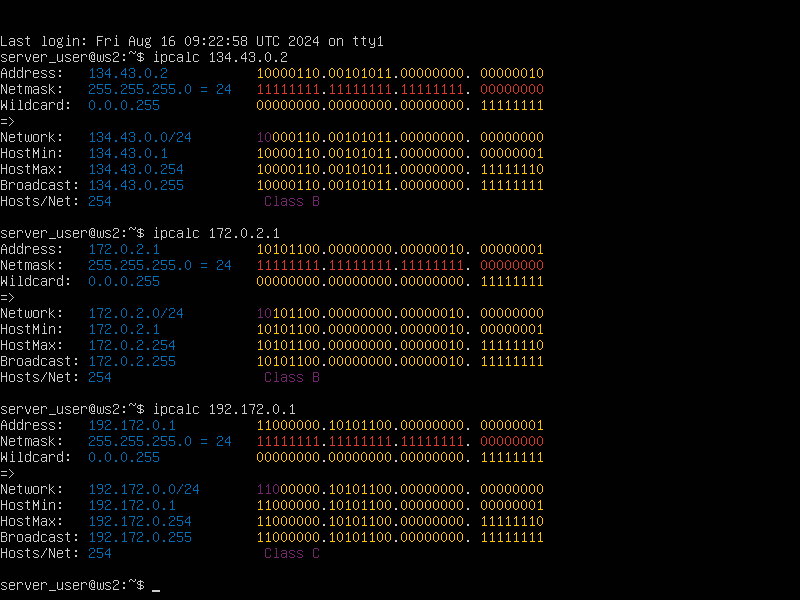 Last login: Fri Aug 16 09:22:58 UTC 2024 on tty1
server_user@ws2:~$ ipcalc 134.43.0.2
Address:   134.43.0.2           10000110.00101011.00000000. 00000010
Netmask:   255.255.255.0 = 24   11111111.11111111.11111111. 00000000
Wildcard:  0.0.0.255            00000000.00000000.00000000. 11111111
=>
Network:   134.43.0.0/24        10000110.00101011.00000000. 00000000
HostMin:   134.43.0.1           10000110.00101011.00000000. 00000001
HostMax:   134.43.0.254         10000110.00101011.00000000. 11111110
Broadcast: 134.43.0.255         10000110.00101011.00000000. 11111111
Hosts/Net: 254                   Class B
server_user@ws2:~$ ipcalc 172.0.2.1
Address:   172.0.2.1            10101100.00000000.00000010. 00000001
Netmask:   255.255.255.0 = 24   11111111.11111111.11111111. 00000000
Wildcard:  0.0.0.255            00000000.00000000.00000000. 11111111
=>
Network:   172.0.2.0/24         10101100.00000000.00000010. 00000000
HostMin:   172.0.2.1            10101100.00000000.00000010. 00000001
HostMax:   172.0.2.254          10101100.00000000.00000010. 11111110
Broadcast: 172.0.2.255          10101100.00000000.00000010. 11111111
Hosts/Net: 254                   Class B
server_user@ws2:~$ ipcalc 192.172.0.1
Address:   192.172.0.1          11000000.10101100.00000000. 00000001
Netmask:   255.255.255.0 = 24   11111111.11111111.11111111. 00000000
Wildcard:  0.0.0.255            00000000.00000000.00000000. 11111111
=>
Network:   192.172.0.0/24       11000000.10101100.00000000. 00000000
HostMin:   192.172.0.1          11000000.10101100.00000000. 00000001
HostMax:   192.172.0.254        11000000.10101100.00000000. 11111110
Broadcast: 192.172.0.255        11000000.10101100.00000000. 11111111
Hosts/Net: 254                   Class C
server_user@ws2:~$ _